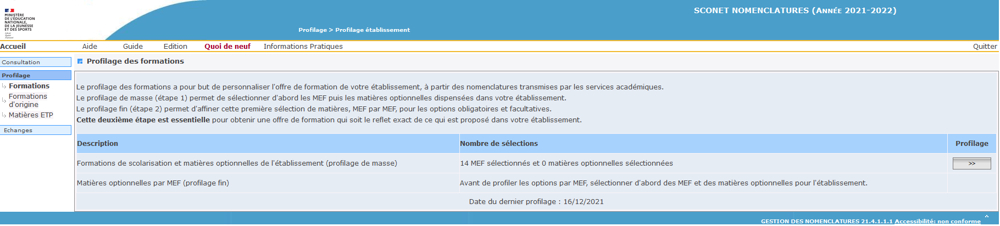 MINISTÈRE
DE L'ÉDUCATION
NATIONALE,
DE LA JEUNESSE
ET DES SPORTS
Liberté
Égalité
Fraternité
SCONET NOMENCLATURES (ANNÉE 2021-2022)
Profilage > Profilage établissement
Accueil Aide Guide Edition Quoi de neuf Informations Pratiques Quitter
Consultation
Profilage
Formations
Formations
d'origine
Matières ETP
Echanges
Profilage des formations
Le profilage des formations a pour but de personnaliser l'offre de formation de votre établissement, à partir des nomenclatures transmises par les services académiques.
Le profilage de masse (étape 1) permet de sélectionner d'abord les MEF puis les matières optionnelles dispensées dans votre établissement.
Le profilage fin (étape 2) permet d'affiner cette première sélection de matières, MEF par MEF, pour les options obligatoires et facultatives.
Cette deuxième étape est essentielle pour obtenir une offre de formation qui soit le reflet exact de ce qui est proposé dans votre établissement.
Description Nombre de sélections Profilage
Formations de scolarisation et matières optionnelles de l'établissement (profilage de masse) 14 MEF sélectionnés et 0 matières optionnelles sélectionnées >>
Matières optionnelles par MEF (profilage fin) Avant de profiler les options par MEF, sélectionner d'abord des MEF et des matières optionnelles pour l'établissement.
Date du dernier profilage : 16/12/2021
GESTION DES NOMENCLATURES 21.4.1.1.1 Accessibilité: non conforme